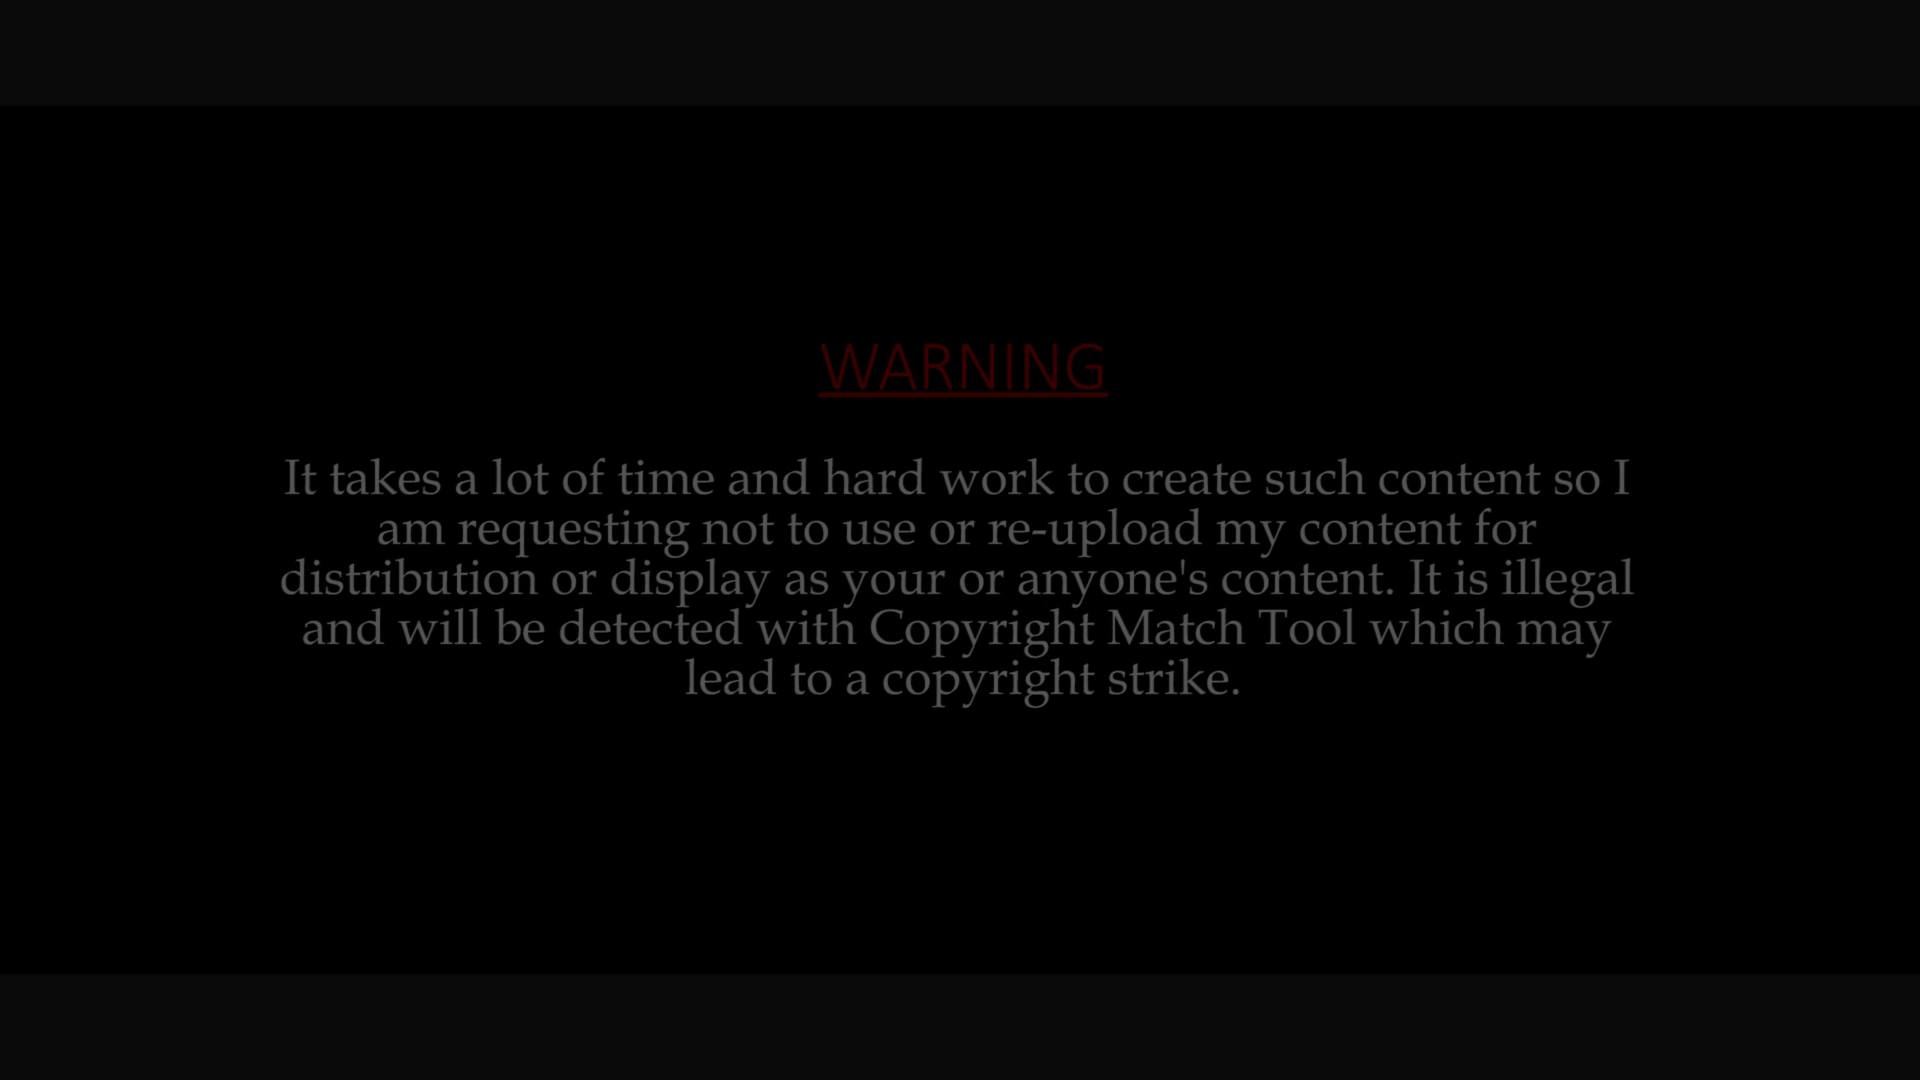 WARNING
It takes a lot of time and hard work to create such content so I
am requesting not to use or re-upload my content for
distribution or display as your or anyone's content. It is illegal
and will be detected with Copyright Match Tool which may
lead to a copyright strike.